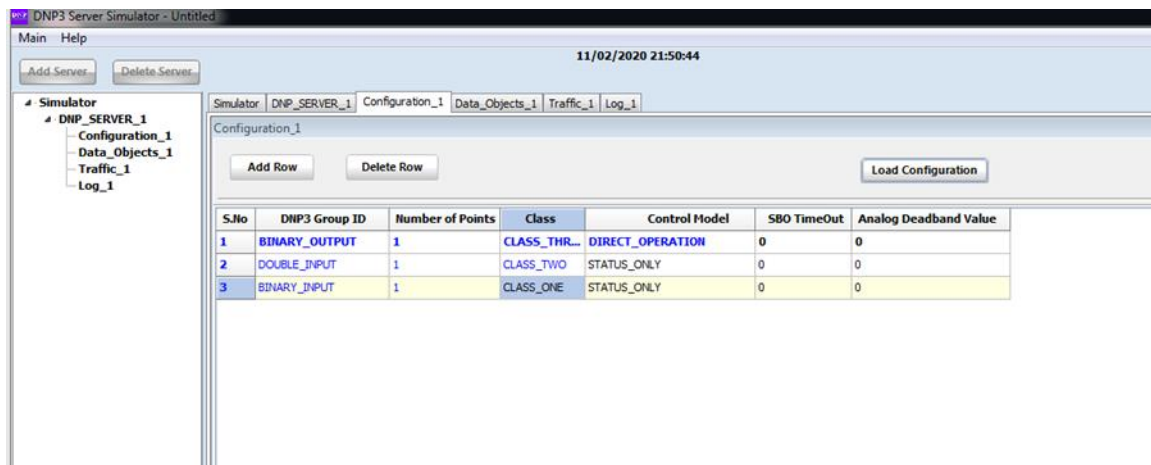 DNP3 Server Simulator - Untitled
Main Help
11/02/2020 21:50:44
Add Server Delete Server
Simulator
DNP_SERVER_1
Configuration_1
Data_Objects_1
Traffic_1
Log_1
Simulator DNP_SERVER_1 Configuration_1 Data_Objects_1 Traffic_1 Log_1
Configuration_1
Add Row Delete Row Load Configuration
S.No DNP3 Group ID Number of Points Class Control Model SBO TimeOut Analog Deadband Value
1 BINARY_OUTPUT 1 CLASS_THR... DIRECT_OPERATION 0 0
2 DOUBLE_INPUT 1 CLASS_TWO STATUS_ONLY 0 0
3 BINARY_INPUT 1 CLASS_ONE STATUS_ONLY 0 0